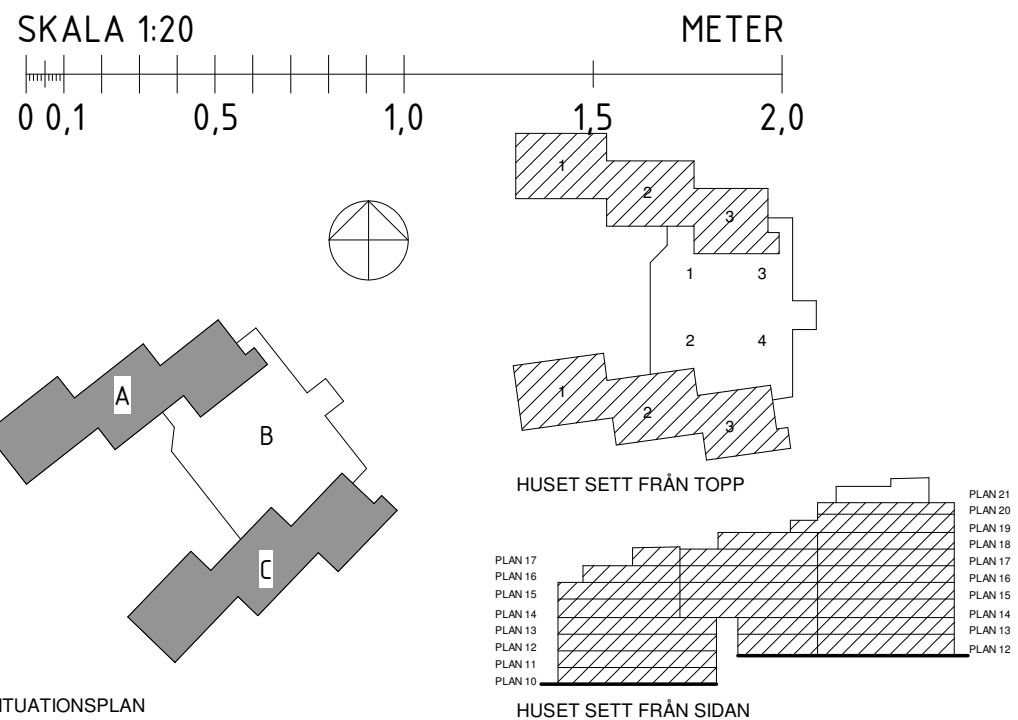 SKALA 1:20 METER
0 0,1 0,5 1,0 1,5 2,0
1
2
3
1 3
2 4
1
2
3
HUSET SETT FRÅN TOPP
A
B
C
ITUATIONSPLAN
PLAN 17
PLAN 16
PLAN 15
PLAN 14
PLAN 13
PLAN 12
PLAN 11
PLAN 10
PLAN 21
PLAN 20
PLAN 19
PLAN 18
PLAN 17
PLAN 16
PLAN 15
PLAN 14
PLAN 13
PLAN 12
HUSET SETT FRÅN SIDAN